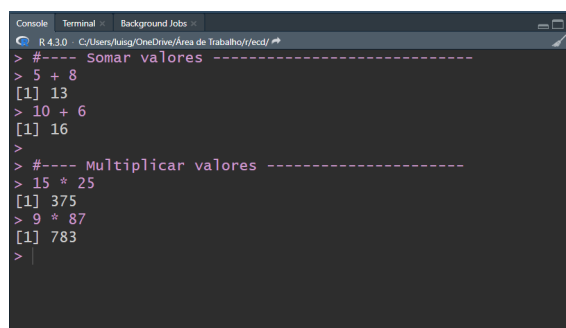 Console Terminal × Background Jobs ×
R 4.3.0 · C:/Users/luisg/OneDrive/Área de Trabalho/r/ecd/
> #---- Somar valores -----------------------------
> 5 + 8
[1] 13
> 10 + 6
[1] 16
>
> #---- Multiplicar valores ----------------------
> 15 * 25
[1] 375
> 9 * 87
[1] 783
>